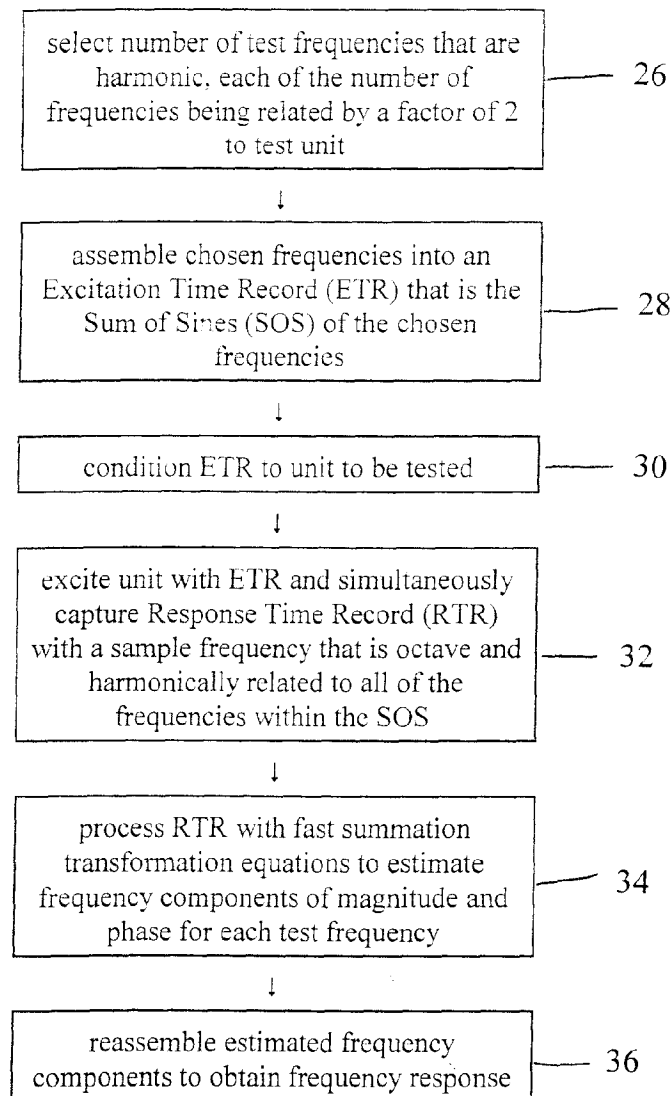 select number of test frequencies that are
harmonic, each of the number of
frequencies being related by a factor of 2
to test unit
26
↓
assemble chosen frequencies into an
Excitation Time Record (ETR) that is the
Sum of Sines (SOS) of the chosen
frequencies
28
↓
condition ETR to unit to be tested
30
↓
excite unit with ETR and simultaneously
capture Response Time Record (RTR)
with a sample frequency that is octave and
harmonically related to all of the
frequencies within the SOS
32
↓
process RTR with fast summation
transformation equations to estimate
frequency components of magnitude and
phase for each test frequency
34
↓
reassemble estimated frequency
components to obtain frequency response
36